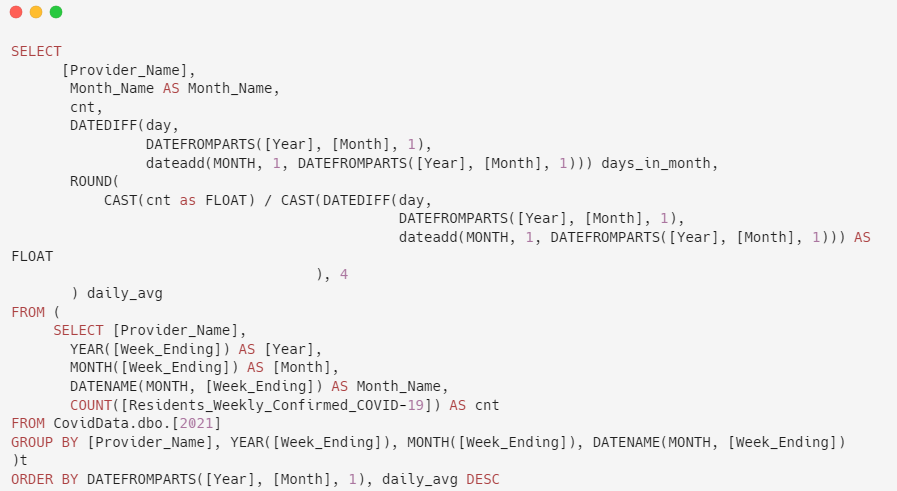 SELECT
      [Provider_Name],
       Month_Name AS Month_Name,
       cnt,
       DATEDIFF(day,
                DATEFROMPARTS([Year], [Month], 1),
                dateadd(MONTH, 1, DATEFROMPARTS([Year], [Month], 1))) days_in_month,
       ROUND(
           CAST(cnt as FLOAT) / CAST(DATEDIFF(day,
                                              DATEFROMPARTS([Year], [Month], 1),
                                              dateadd(MONTH, 1, DATEFROMPARTS([Year], [Month], 1))) AS
FLOAT
                                    ), 4
       ) daily_avg
FROM (
     SELECT [Provider_Name],
       YEAR([Week_Ending]) AS [Year],
       MONTH([Week_Ending]) AS [Month],
       DATENAME(MONTH, [Week_Ending]) AS Month_Name,
       COUNT([Residents_Weekly_Confirmed_COVID-19]) AS cnt
FROM CovidData.dbo.[2021]
GROUP BY [Provider_Name], YEAR([Week_Ending]), MONTH([Week_Ending]), DATENAME(MONTH, [Week_Ending])
)t
ORDER BY DATEFROMPARTS([Year], [Month], 1), daily_avg DESC